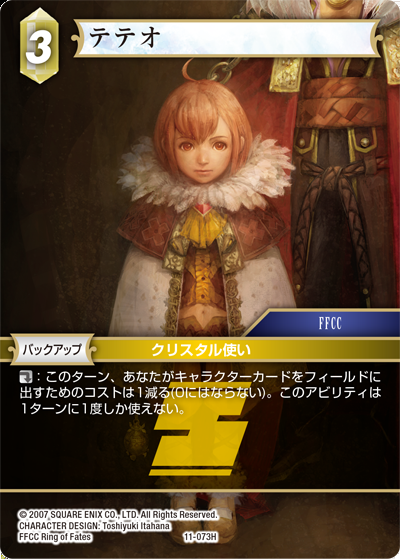 3
テテオ
FFCC
バックアップ
クリスタル使い
：このターン、あなたがキャラクターカードをフィールドに
出すためのコストは1減る(0にはならない)。このアビリティは
1ターンに1度しか使えない。
© 2007 SQUARE ENIX CO., LTD. All Rights Reserved.
CHARACTER DESIGN: Toshiyuki Itahana
FFCC Ring of Fates
11-073H